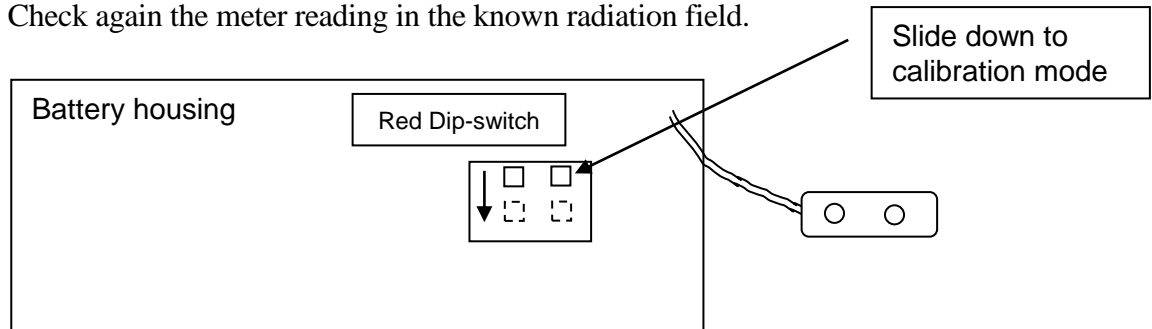 Check again the meter reading in the known radiation field.
Slide down to
calibration mode
Battery housing
Red Dip-switch